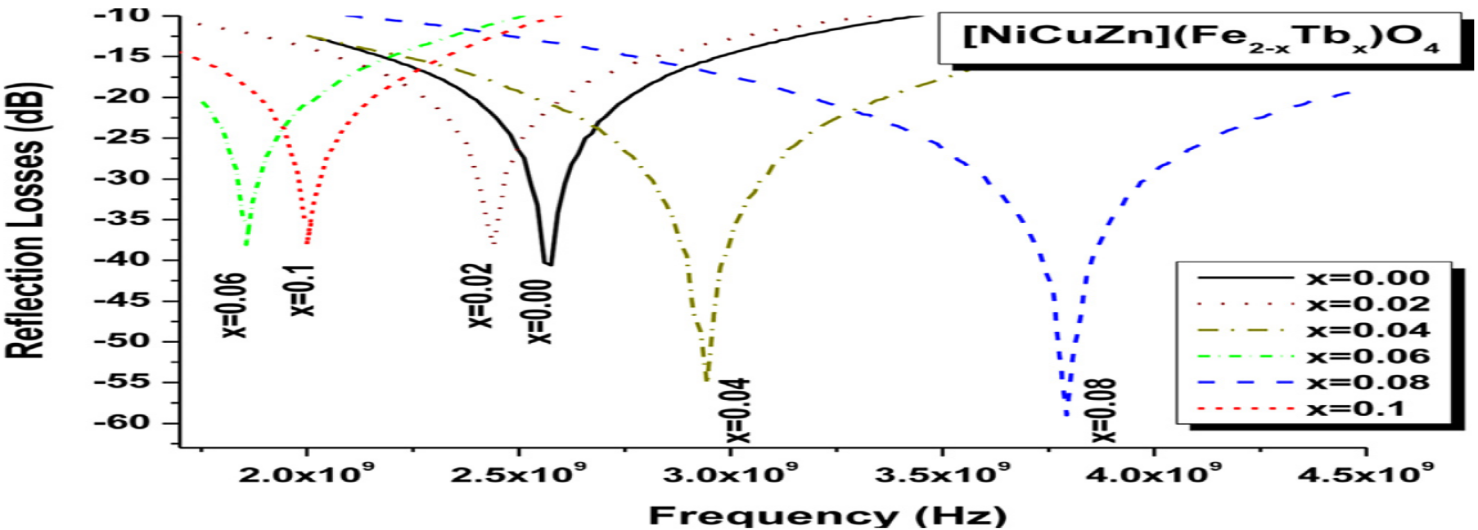 [NiCuZn](Fe₂₋ₓTbₓ)O₄
Reflection Losses (dB)
-10
-15
-20
-25
-30
-35
-40
-45
-50
-55
-60
x=0.06
x=0.1
x=0.02
x=0.00
x=0.04
x=0.08
x=0.00
x=0.02
x=0.04
x=0.06
x=0.08
x=0.1
2.0x10⁹ 2.5x10⁹ 3.0x10⁹ 3.5x10⁹ 4.0x10⁹ 4.5x10⁹
Frequency (Hz)